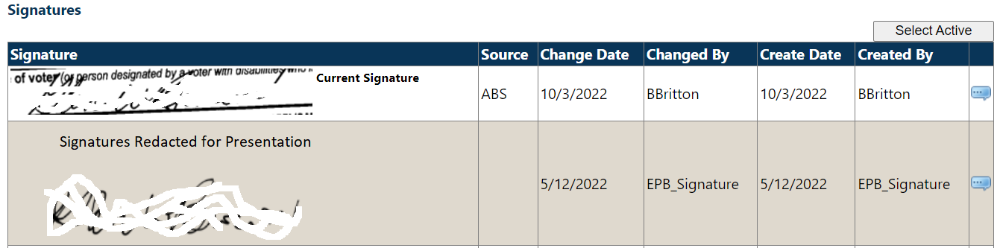 Signatures
Select Active
Signature Source Change Date Changed By Create Date Created By
of voter (or person designated by a voter with disabilities who
Current Signature
ABS 10/3/2022 BBritton 10/3/2022 BBritton
Signatures Redacted for Presentation
5/12/2022 EPB_Signature 5/12/2022 EPB_Signature